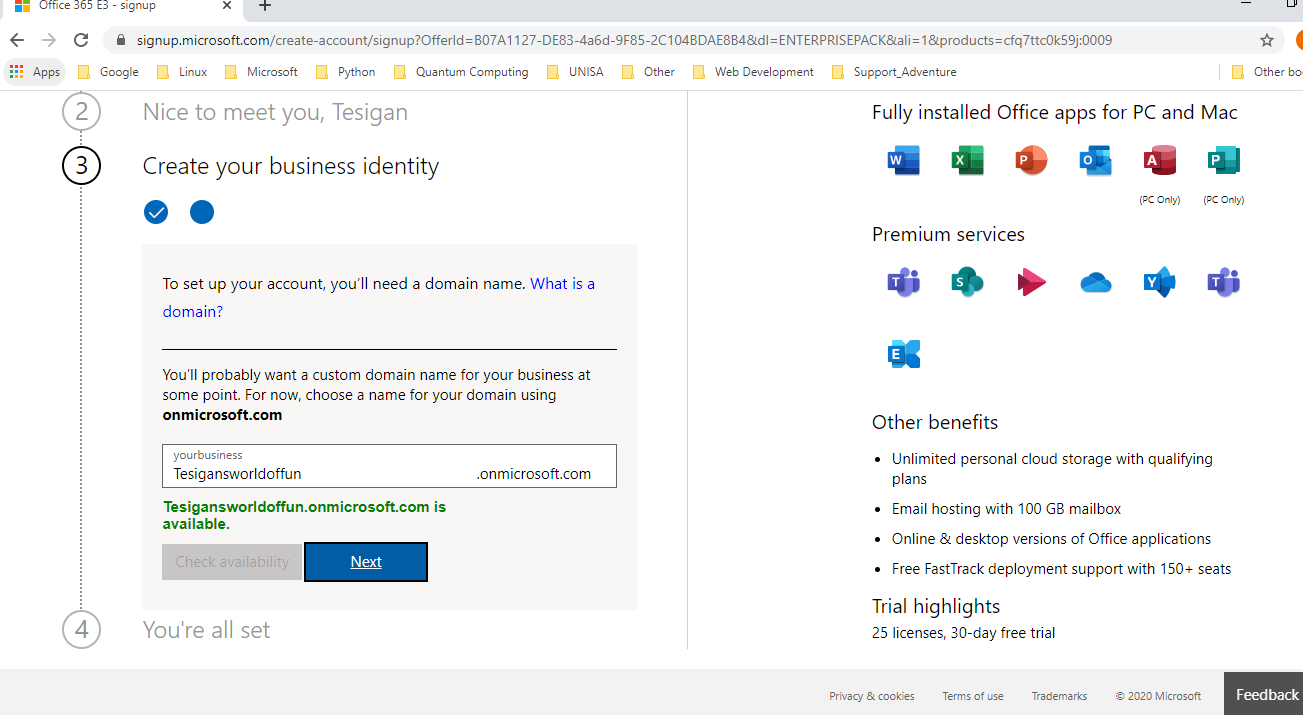 Office 365 E3 - signup
signup.microsoft.com/create-account/signup?OfferId=B07A1127-DE83-4a6d-9F85-2C104BDAE8B4&dl=ENTERPRISEPACK&ali=1&products=cfq7ttc0k59j:0009
Apps Google Linux Microsoft Python Quantum Computing UNISA Other Web Development Support_Adventure Other bo
2 Nice to meet you, Tesigan
3 Create your business identity
To set up your account, you'll need a domain name. What is a
domain?
You'll probably want a custom domain name for your business at
some point. For now, choose a name for your domain using
onmicrosoft.com
yourbusiness
Tesigansworldoffun .onmicrosoft.com
Tesigansworldoffun.onmicrosoft.com is
available.
Check availability Next
4 You're all set
Fully installed Office apps for PC and Mac
W X P O A P
(PC Only) (PC Only)
Premium services
T S Y T
E
Other benefits
Unlimited personal cloud storage with qualifying
plans
Email hosting with 100 GB mailbox
Online & desktop versions of Office applications
Free FastTrack deployment support with 150+ seats
Trial highlights
25 licenses, 30-day free trial
Privacy & cookies Terms of use Trademarks © 2020 Microsoft Feedback